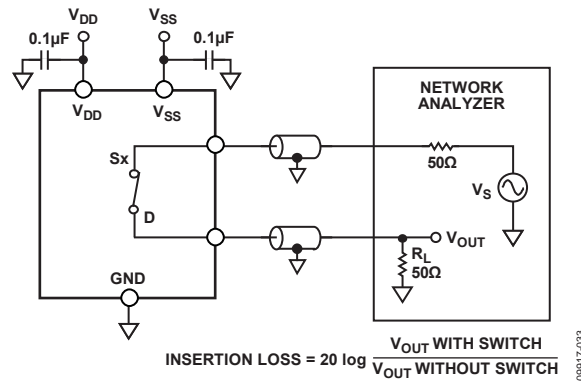 VDD VSS
0.1µF 0.1µF
VDD VSS
NETWORK
ANALYZER
Sx
50Ω
VS
D
VOUT
RL
50Ω
GND
INSERTION LOSS = 20 log VOUT WITH SWITCH
VOUT WITHOUT SWITCH
09917-033